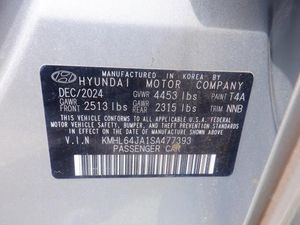 MANUFACTURED IN KOREA BY
HYUNDAI MOTOR COMPANY
DEC/2024 GVWR 4453 lbs PAINT T4A
GAWR FRONT 2513 lbs GAWR REAR 2315 lbs TRIM NNB
THIS VEHICLE CONFORMS TO ALL APPLICABLE
FEDERAL MOTOR VEHICLE SAFETY,
BUMPER, AND THEFT PREVENTION STANDARDS
IN EFFECT ON THE DATE OF MANUFACTURE
SHOWN ABOVE.
V.I.N KMHL64JA1SA477393
PASSENGER CAR